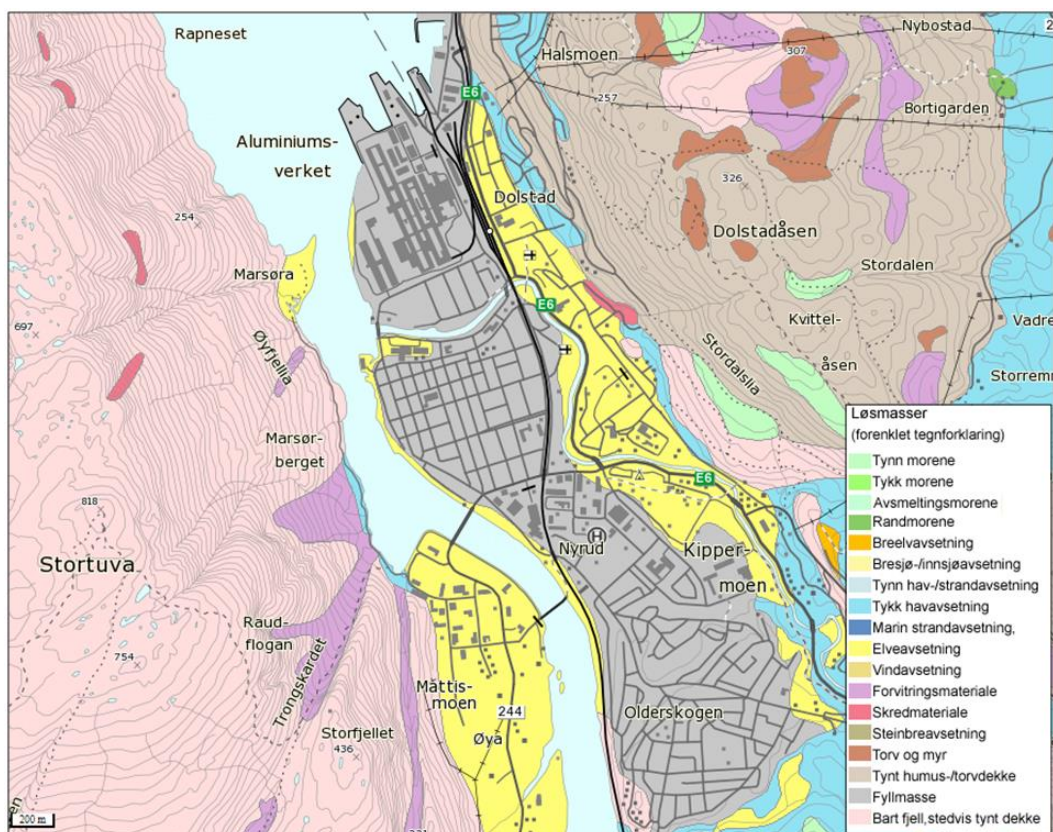 Rapneset
Nybostad
Halsmoen
307
257
E6
Bortigarden
Aluminiums-
verket
326
Dolstad
254
Dolstadåsen
Stordalen
Marsøra
E6
Kvittel-
Vadre
697
Øyfjellia
Stordalslia
åsen
Storremn
Marsør-
berget
E6
818
Stortuva
Nyrud
H
Kipper-
moen
Raud-
flogan
754
Trongskardet
Måttis-
moen
244
Olderskogen
Storfjellet
436
Øya
200 m
Løsmasser
(forenklet tegnforklaring)
Tynn morene
Tykk morene
Avsmeltingsmorene
Randmorene
Breelvavsetning
Bresjø-/innsjøavsetning
Tynn hav-/strandavsetning
Tykk havavsetning
Marin strandavsetning,
Elveavsetning
Vindavsetning
Forvitringsmateriale
Skredmateriale
Steinbreavsetning
Torv og myr
Tynt humus-/torvdekke
Fyllmasse
Bart fjell,stedvis tynt dekke